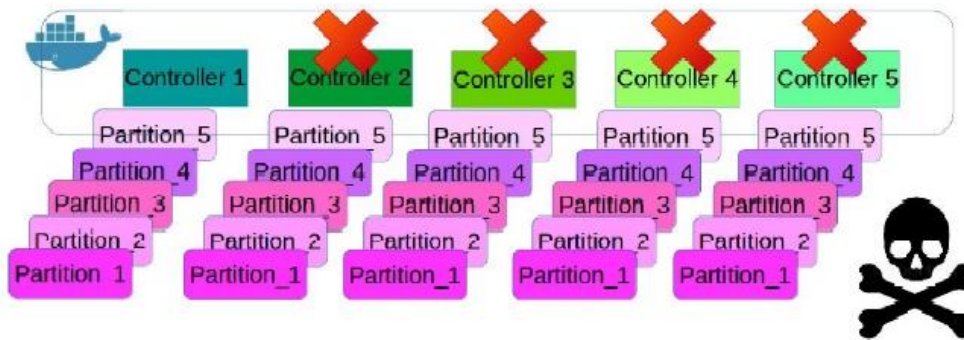 Controller 1
Controller 2
Controller 3
Controller 4
Controller 5
Partition_5
Partition_5
Partition_5
Partition_5
Partition_5
Partition_4
Partition_4
Partition_4
Partition_4
Partition_4
Partition_3
Partition_3
Partition_3
Partition_3
Partition_3
Partition_2
Partition_2
Partition_2
Partition_2
Partition_2
Partition_1
Partition_1
Partition_1
Partition_1
Partition_1